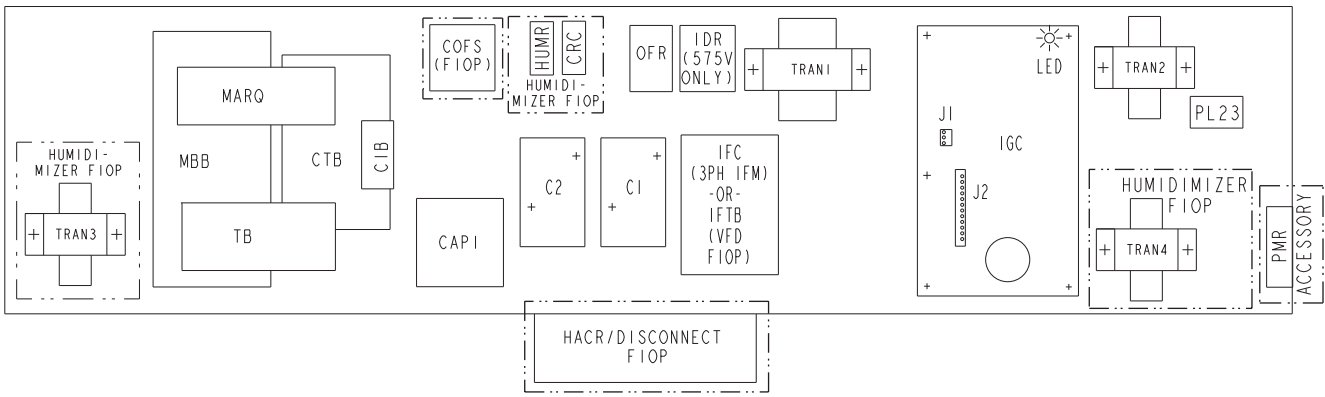 COFS
(FIOP)
HUMR
CRC
HUMIDI-
MIZER FIOP
OFR
IDR
(575V
ONLY)
TRAN1
LED
TRAN2
PL23
MARQ
MBB
CTB
CIB
TB
HUMIDI-
MIZER FIOP
TRAN3
CAP1
C2
C1
IFC
(3PH IFM)
-OR-
IFTB
(VFD
FIOP)
J1
IGC
J2
HUMIDIMIZER
FIOP
TRAN4
PMR
ACCESSORY
HACR/DISCONNECT
FIOP